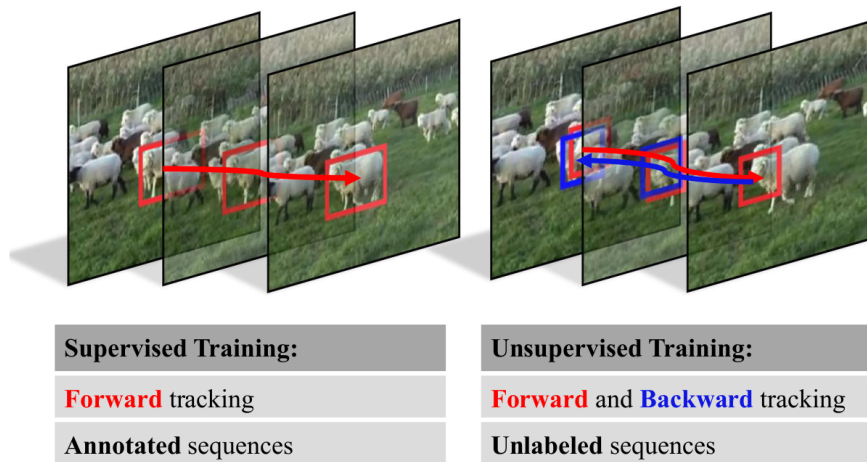 Supervised Training:
Forward tracking
Annotated sequences
Unsupervised Training:
Forward and Backward tracking
Unlabeled sequences